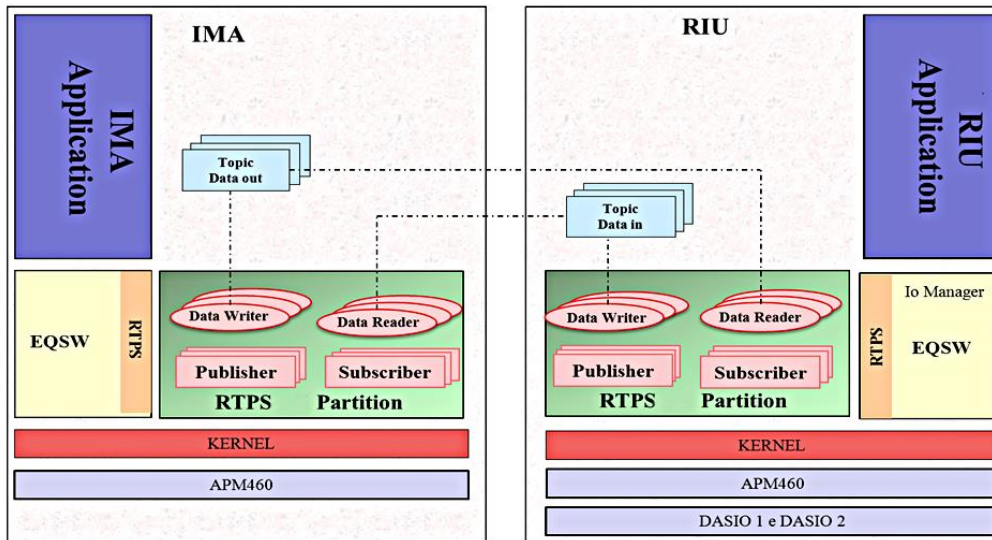 IMA
IMA
Application
Topic
Data out
EQSW
RTPS
Data Writer
Data Reader
Publisher
Subscriber
RTPS Partition
KERNEL
APM460
RIU
RIU
Application
Topic
Data in
Data Writer
Data Reader
Publisher
Subscriber
RTPS Partition
RTPS
Io Manager
EQSW
KERNEL
APM460
DASIO 1 e DASIO 2